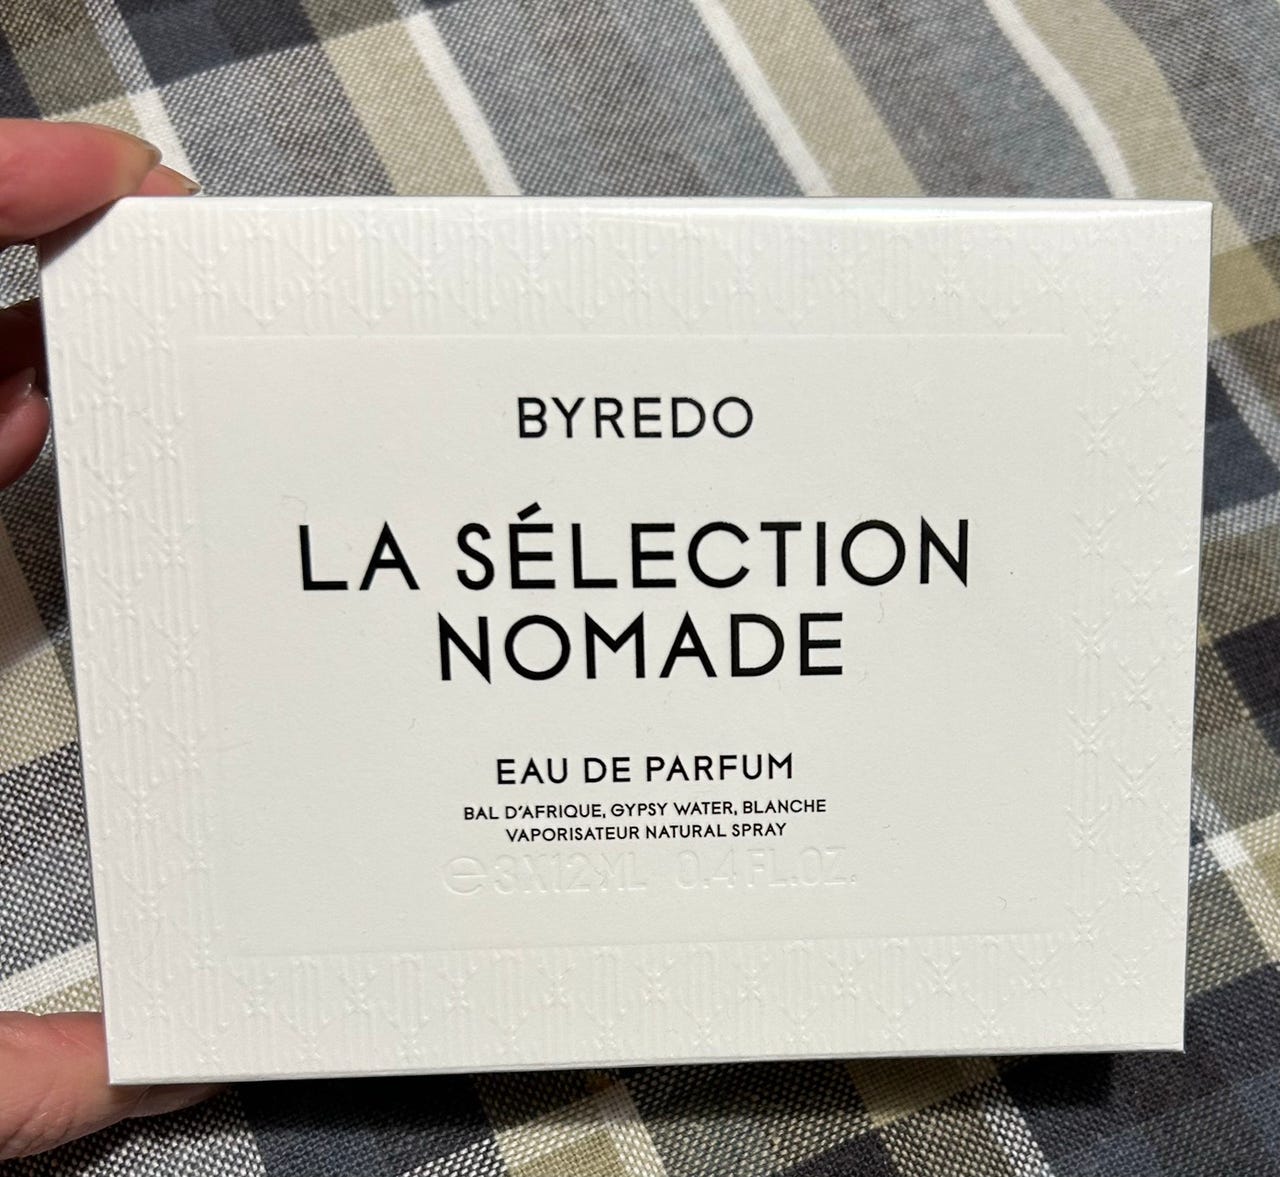 BYREDO
LA SÉLECTION
NOMADE
EAU DE PARFUM
BAL D'AFRIQUE, GYPSY WATER, BLANCHE
VAPORISATEUR NATURAL SPRAY
℮ 3X12ML 0.4 FL.OZ.